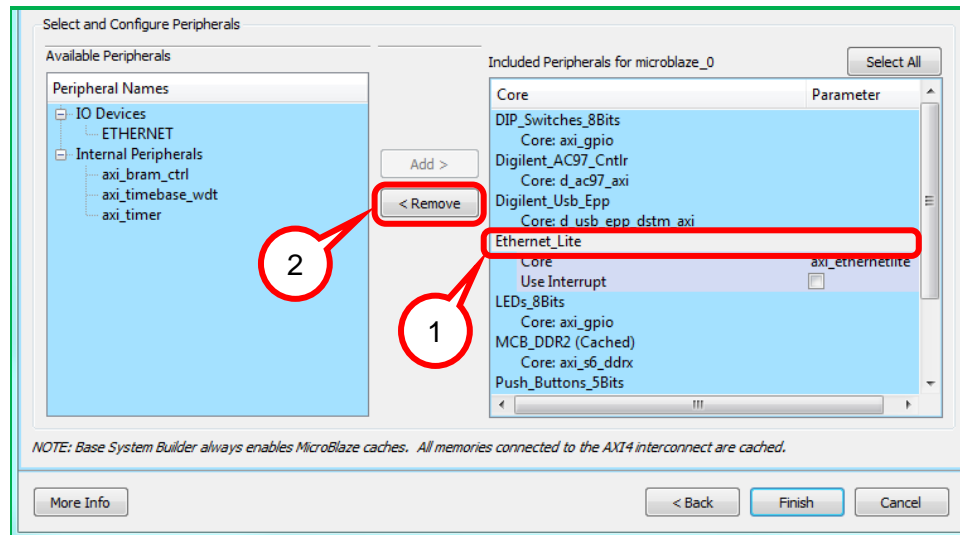 Select and Configure Peripherals
Available Peripherals
Peripheral Names
IO Devices
ETHERNET
Internal Peripherals
axi_bram_ctrl
axi_timebase_wdt
axi_timer
Add >
< Remove
2
1
Included Peripherals for microblaze_0
Select All
Core Parameter
DIP_Switches_8Bits
Core: axi_gpio
Digilent_AC97_Cntlr
Core: d_ac97_axi
Digilent_Usb_Epp
Core: d_usb_epp_dstm_axi
Ethernet_Lite
Core axi_ethernetlite
Use Interrupt
LEDs_8Bits
Core: axi_gpio
MCB_DDR2 (Cached)
Core: axi_s6_ddrx
Push_Buttons_5Bits
NOTE: Base System Builder always enables MicroBlaze caches. All memories connected to the AXI4 interconnect are cached.
More Info
< Back
Finish
Cancel